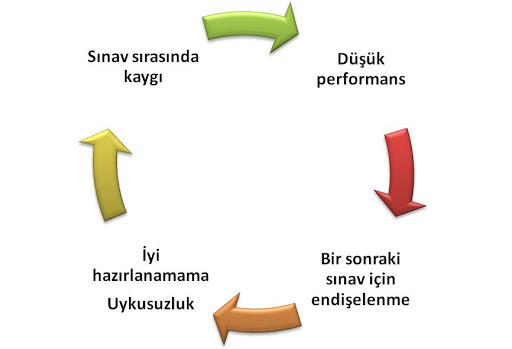 Sınav sırasında
kaygı
Düşük
performans
Bir sonraki
sınav için
endişelenme
İyi
hazırlanamama
Uykusuzluk